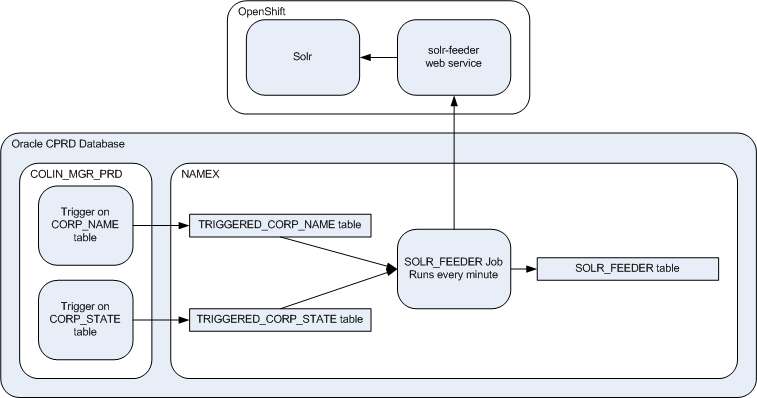 OpenShift
Solr
solr-feeder
web service
Oracle CPRD Database
COLIN_MGR_PRD
NAMEX
Trigger on
CORP_NAME
table
TRIGGERED_CORP_NAME table
SOLR_FEEDER Job
Runs every minute
SOLR_FEEDER table
Trigger on
CORP_STATE
table
TRIGGERED_CORP_STATE table